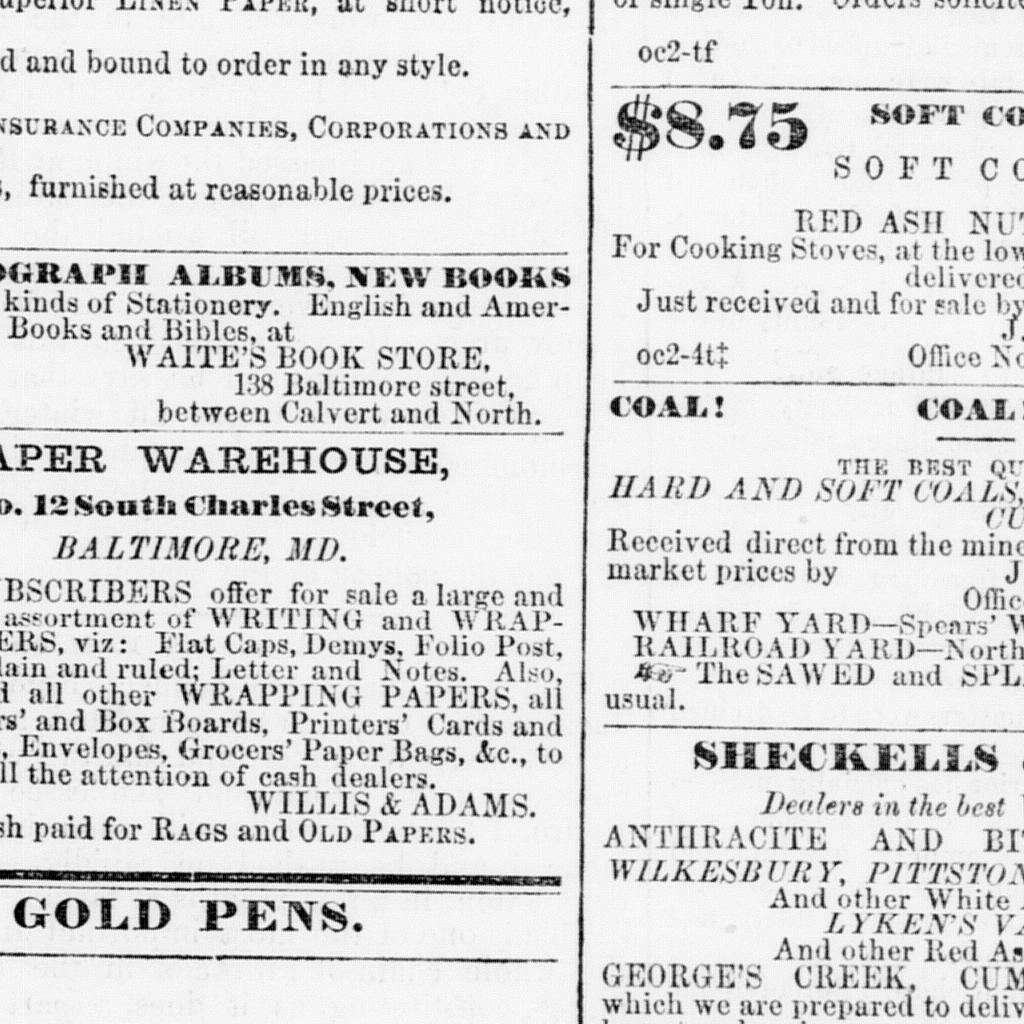 uperior LINEN PAPER, at short notice,
d and bound to order in any style.
NSURANCE COMPANIES, CORPORATIONS AND
s, furnished at reasonable prices.
OGRAPH ALBUMS, NEW BOOKS
kinds of Stationery. English and Amer-
Books and Bibles, at
WAITE'S BOOK STORE,
138 Baltimore street,
between Calvert and North.
APER WAREHOUSE,
o. 12 South Charles Street,
BALTIMORE, MD.
UBSCRIBERS offer for sale a large and
assortment of WRITING and WRAP-
ERS, viz: Flat Caps, Demys, Folio Post,
lain and ruled; Letter and Notes. Also,
d all other WRAPPING PAPERS, all
rs' and Box Boards, Printers' Cards and
, Envelopes, Grocers' Paper Bags, &c., to
ll the attention of cash dealers.
WILLIS & ADAMS.
sh paid for RAGS and OLD PAPERS.
GOLD PENS.
or single Ton. Orders solicite
oc2-tf
$8.75 SOFT CO
SOFT CO
RED ASH NUT
For Cooking Stoves, at the low
delivered
Just received and for sale by
J.
oc2-4t‡ Office No
COAL! COAL!
THE BEST QU
HARD AND SOFT COALS,
CU
Received direct from the mine
market prices by J
Office
WHARF YARD—Spears' W
RAILROAD YARD—North
☞ The SAWED and SPL
usual.
SHECKELLS &
Dealers in the best
ANTHRACITE AND BI
WILKESBURY, PITTSTON
And other White A
LYKEN'S VA
And other Red As
GEORGE'S CREEK, CUM
which we are prepared to deliv